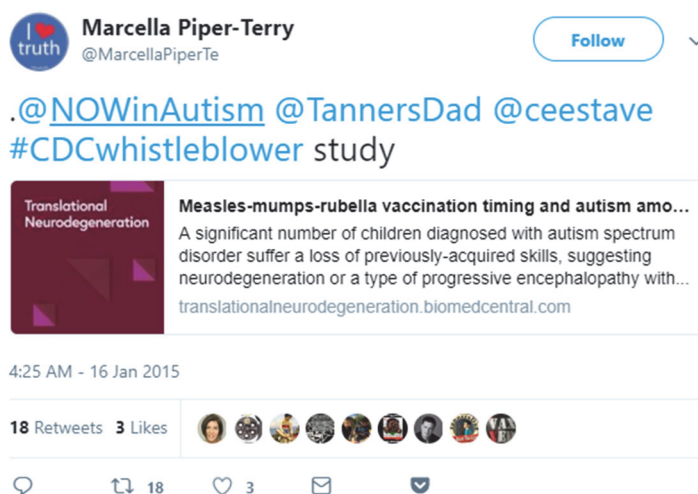 I ❤ truth
Marcella Piper-Terry
@MarcellaPiperTe
Follow
.@NOWinAutism @TannersDad @ceestave
#CDCwhistleblower study
Translational
Neurodegeneration
Measles-mumps-rubella vaccination timing and autism amo...
A significant number of children diagnosed with autism spectrum
disorder suffer a loss of previously-acquired skills, suggesting
neurodegeneration or a type of progressive encephalopathy with...
translationalneurodegeneration.biomedcentral.com
4:25 AM - 16 Jan 2015
18 Retweets 3 Likes
18 3